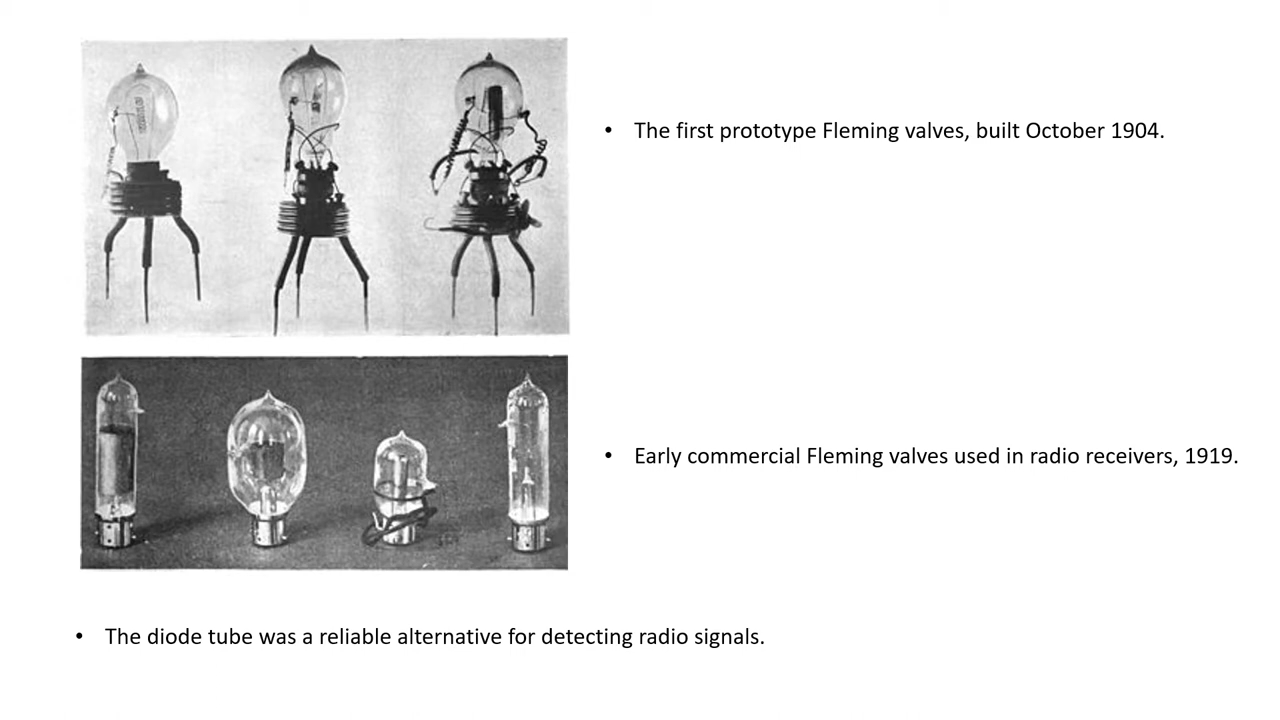 • The first prototype Fleming valves, built October 1904.
• Early commercial Fleming valves used in radio receivers, 1919.
• The diode tube was a reliable alternative for detecting radio signals.